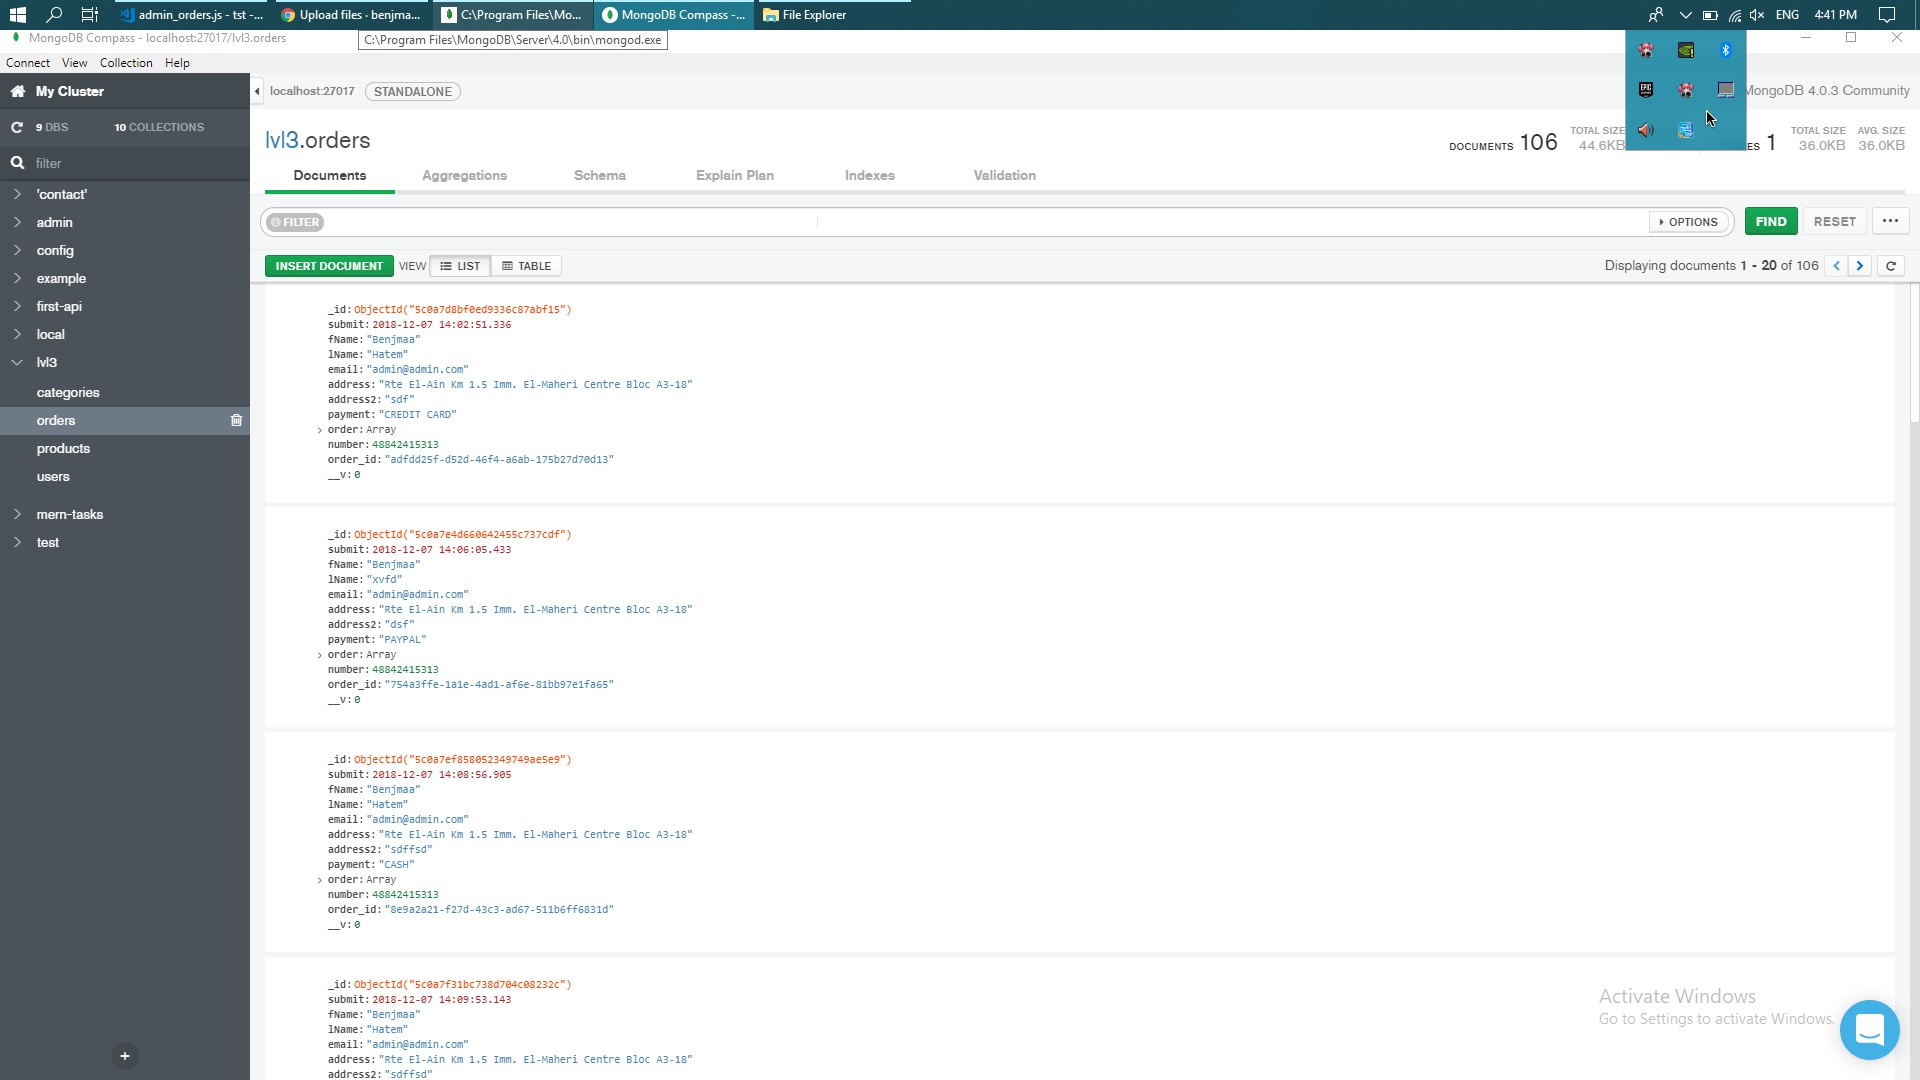 admin_orders.js - tst -...
Upload files · benjma...
C:\Program Files\Mo...
MongoDB Compass -...
File Explorer
ENG
4:41 PM
MongoDB Compass - localhost:27017/lvl3.orders
C:\Program Files\MongoDB\Server\4.0\bin\mongod.exe
Connect View Collection Help
My Cluster
localhost:27017 STANDALONE
MongoDB 4.0.3 Community
9 DBS 10 COLLECTIONS
lvl3.orders
DOCUMENTS 106 TOTAL SIZE 44.6KB ES 1 TOTAL SIZE 36.0KB AVG. SIZE 36.0KB
filter
Documents Aggregations Schema Explain Plan Indexes Validation
FILTER
OPTIONS
FIND RESET
INSERT DOCUMENT VIEW LIST TABLE
Displaying documents 1 - 20 of 106
'contact'
admin
config
example
first-api
local
lvl3
categories
orders
products
users
mern-tasks
test
_id: ObjectId("5c0a7d8bf0ed9336c87abf15")
submit: 2018-12-07 14:02:51.336
fName: "Benjmaa"
lName: "Hatem"
email: "admin@admin.com"
address: "Rte El-Ain Km 1.5 Imm. El-Maheri Centre Bloc A3-18"
address2: "sdf"
payment: "CREDIT CARD"
order: Array
number: 48842415313
order_id: "adfdd25f-d52d-46f4-a6ab-175b27d70d13"
__v: 0
_id: ObjectId("5c0a7e4d660642455c737cdf")
submit: 2018-12-07 14:06:05.433
fName: "Benjmaa"
lName: "xvfd"
email: "admin@admin.com"
address: "Rte El-Ain Km 1.5 Imm. El-Maheri Centre Bloc A3-18"
address2: "dsf"
payment: "PAYPAL"
order: Array
number: 48842415313
order_id: "754a3ffe-1a1e-4ad1-af6e-81bb97e1fa65"
__v: 0
_id: ObjectId("5c0a7ef858052349749ae5e9")
submit: 2018-12-07 14:08:56.905
fName: "Benjmaa"
lName: "Hatem"
email: "admin@admin.com"
address: "Rte El-Ain Km 1.5 Imm. El-Maheri Centre Bloc A3-18"
address2: "sdffsd"
payment: "CASH"
order: Array
number: 48842415313
order_id: "8e9a2a21-f27d-43c3-ad67-511b6ff6831d"
__v: 0
_id: ObjectId("5c0a7f31bc738d704c08232c")
submit: 2018-12-07 14:09:53.143
fName: "Benjmaa"
lName: "Hatem"
email: "admin@admin.com"
address: "Rte El-Ain Km 1.5 Imm. El-Maheri Centre Bloc A3-18"
address2: "sdffsd"
Activate Windows
Go to Settings to activate Windows.